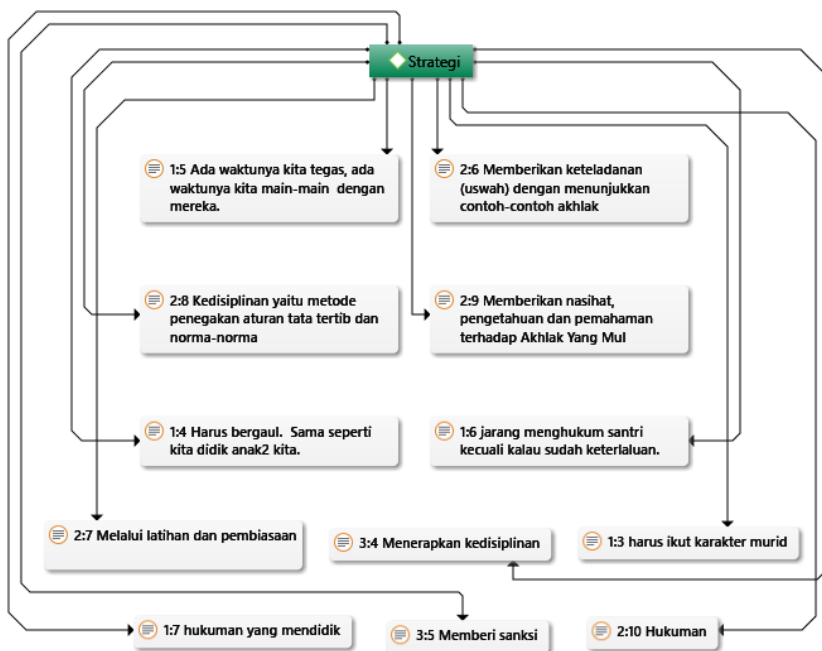 Strategi
1:5 Ada waktunya kita tegas, ada
waktunya kita main-main dengan
mereka.
2:6 Memberikan keteladanan
(uswah) dengan menunjukkan
contoh-contoh akhlak
2:8 Kedisiplinan yaitu metode
penegakan aturan tata tertib dan
norma-norma
2:9 Memberikan nasihat,
pengetahuan dan pemahaman
terhadap Akhlak Yang Mul
1:4 Harus bergaul. Sama seperti
kita didik anak2 kita.
1:6 jarang menghukum santri
kecuali kalau sudah keterlaluan.
2:7 Melalui latihan dan pembiasaan
3:4 Menerapkan kedisiplinan
1:3 harus ikut karakter murid
1:7 hukuman yang mendidik
3:5 Memberi sanksi
2:10 Hukuman